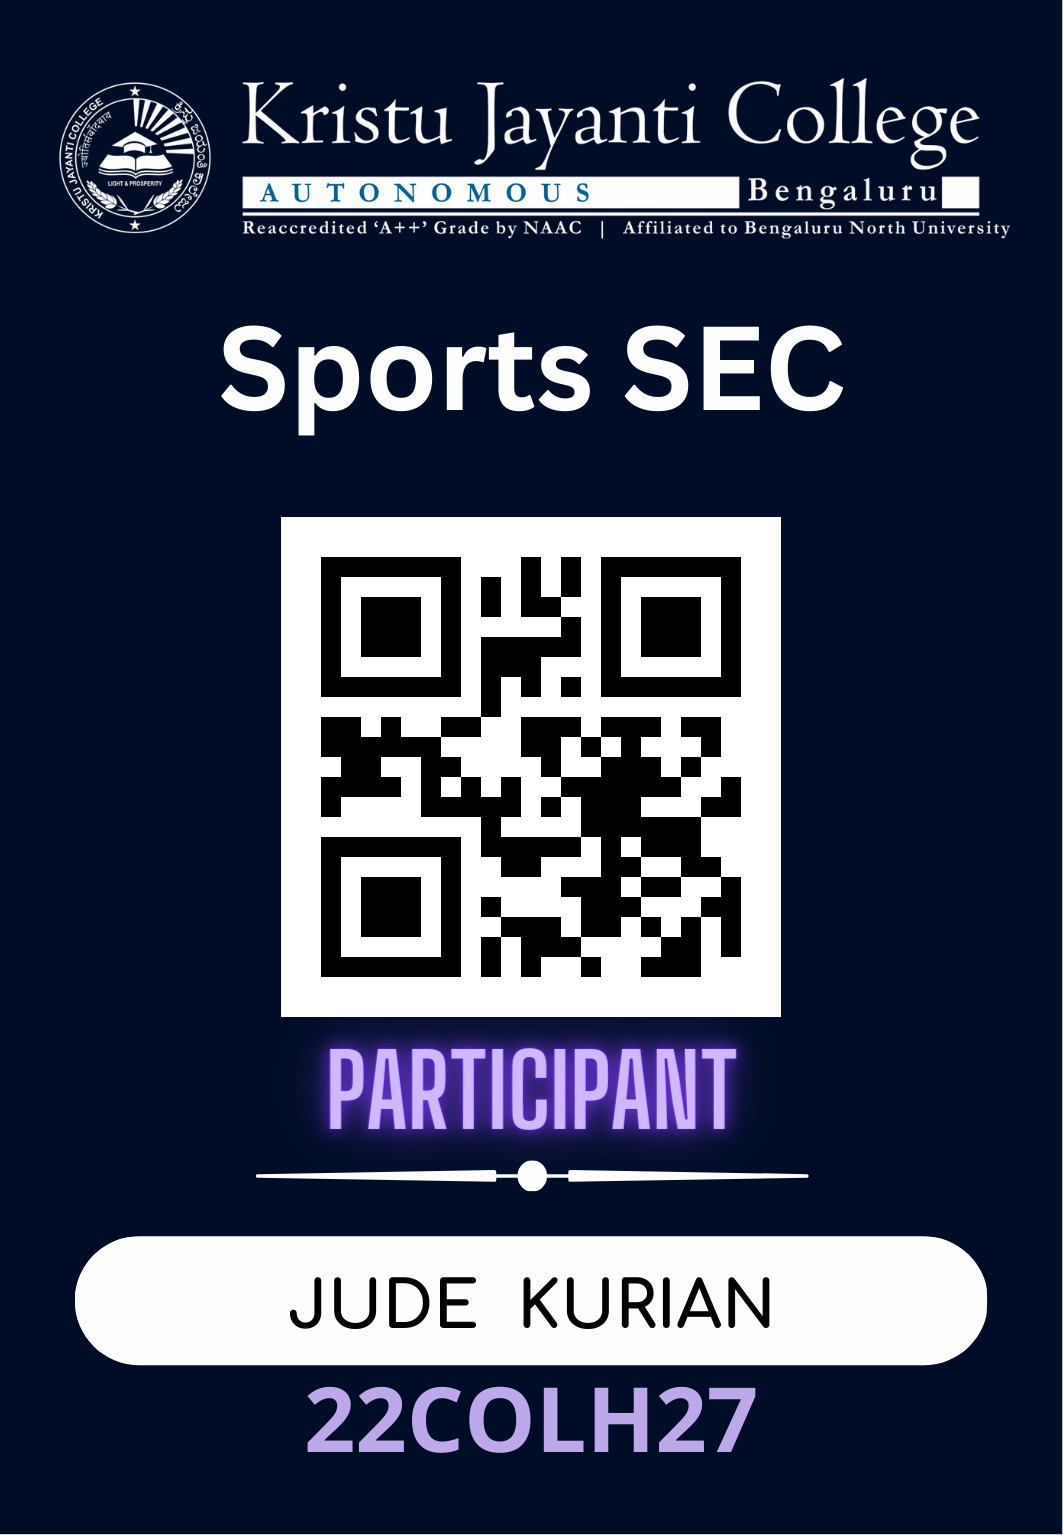 Kristu Jayanti College
AUTONOMOUS Bengaluru
Reaccredited ‘A++’ Grade by NAAC | Affiliated to Bengaluru North University
KRISTU JAYANTI COLLEGE
LIGHT & PROSPERITY
Sports SEC
PARTICIPANT
JUDE KURIAN
22COLH27